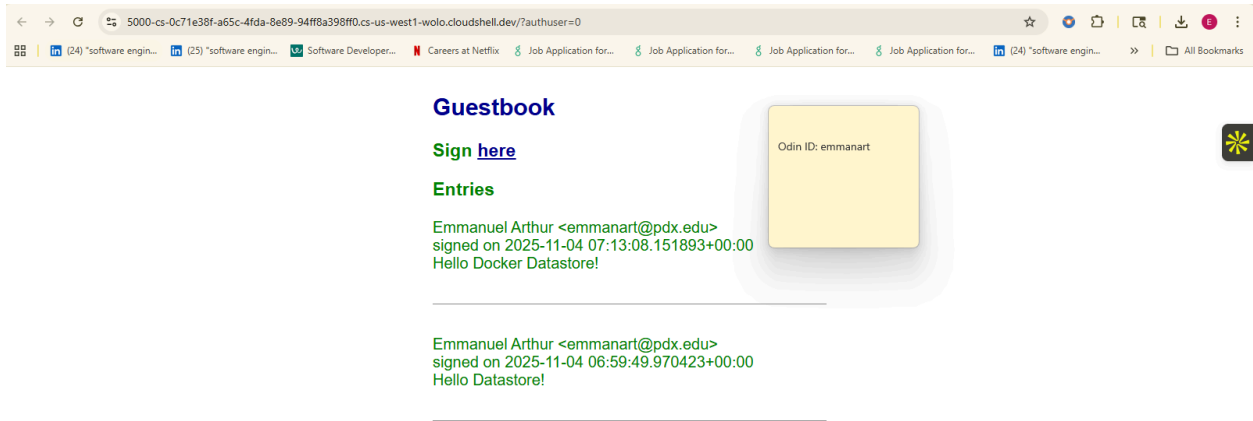 5000-cs-0c71e38f-a65c-4fda-8e89-94ff8a398ff0.cs-us-west1-wolo.cloudshell.dev/?authuser=0
E
(24) "software engin...
(25) "software engin...
Software Developer...
Careers at Netflix
Job Application for...
Job Application for...
Job Application for...
Job Application for...
(24) "software engin...
All Bookmarks
Guestbook
Sign here
Entries
Emmanuel Arthur <emmanart@pdx.edu>
signed on 2025-11-04 07:13:08.151893+00:00
Hello Docker Datastore!
Odin ID: emmanart
Emmanuel Arthur <emmanart@pdx.edu>
signed on 2025-11-04 06:59:49.970423+00:00
Hello Datastore!